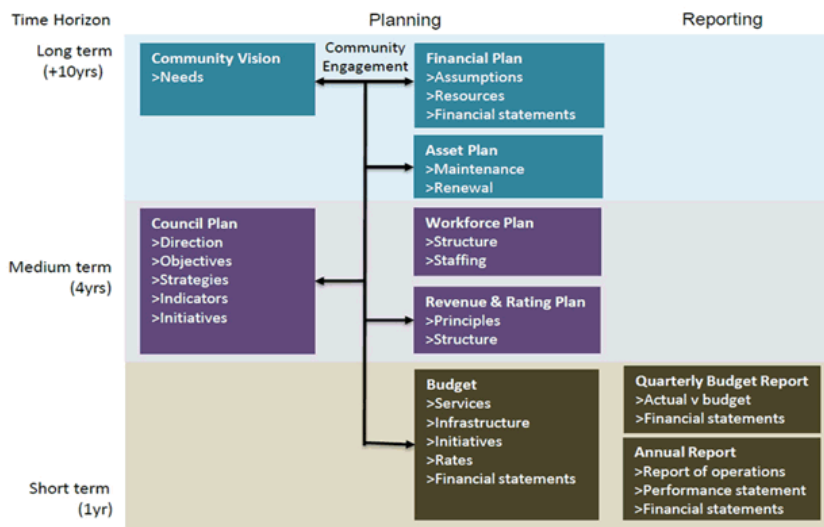 Time Horizon
Planning
Reporting
Long term
(+10yrs)
Community Vision
>Needs
Community
Engagement
Financial Plan
>Assumptions
>Resources
>Financial statements
Asset Plan
>Maintenance
>Renewal
Medium term
(4yrs)
Council Plan
>Direction
>Objectives
>Strategies
>Indicators
>Initiatives
Workforce Plan
>Structure
>Staffing
Revenue & Rating Plan
>Principles
>Structure
Short term
(1yr)
Budget
>Services
>Infrastructure
>Initiatives
>Rates
>Financial statements
Quarterly Budget Report
>Actual v budget
>Financial statements
Annual Report
>Report of operations
>Performance statement
>Financial statements